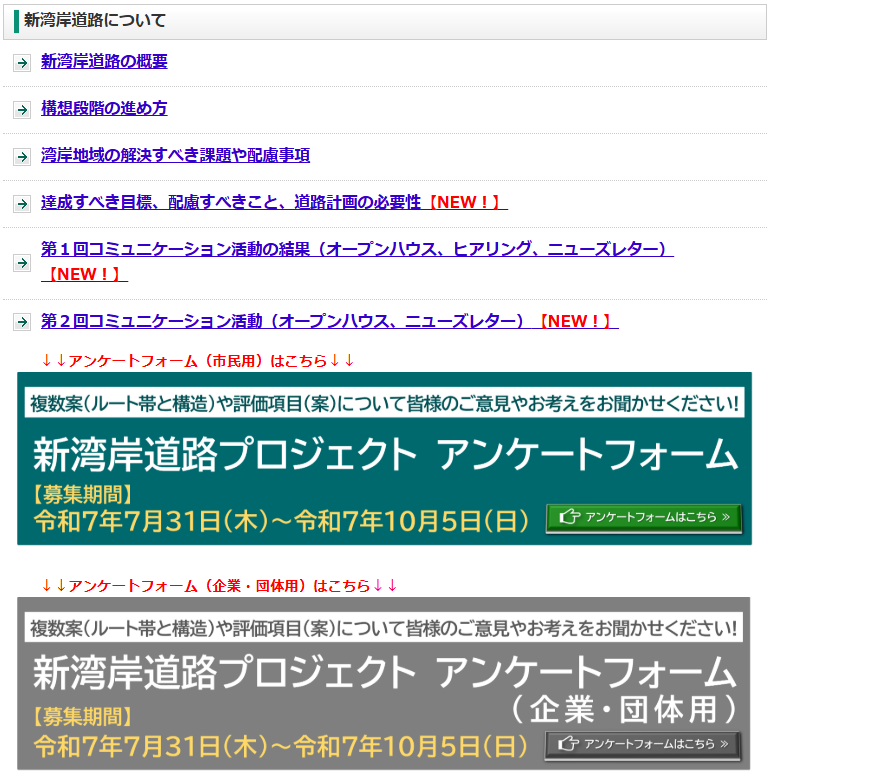 新湾岸道路について
新湾岸道路の概要
構想段階の進め方
湾岸地域の解決すべき課題や配慮事項
達成すべき目標、配慮すべきこと、道路計画の必要性【NEW！】
第１回コミュニケーション活動の結果（オープンハウス、ヒアリング、ニューズレター）
【NEW！】
第２回コミュニケーション活動（オープンハウス、ニューズレター）【NEW！】
↓↓アンケートフォーム（市民用）はこちら↓↓
複数案（ルート帯と構造）や評価項目（案）について皆様のご意見やお考えをお聞かせください！
新湾岸道路プロジェクト アンケートフォーム
【募集期間】
令和7年7月31日（木）～令和7年10月5日（日）
アンケートフォームはこちら »
↓↓アンケートフォーム（企業・団体用）はこちら↓↓
複数案（ルート帯と構造）や評価項目（案）について皆様のご意見やお考えをお聞かせください！
新湾岸道路プロジェクト アンケートフォーム
（企業・団体用）
【募集期間】
令和7年7月31日（木）～令和7年10月5日（日）
アンケートフォームはこちら »